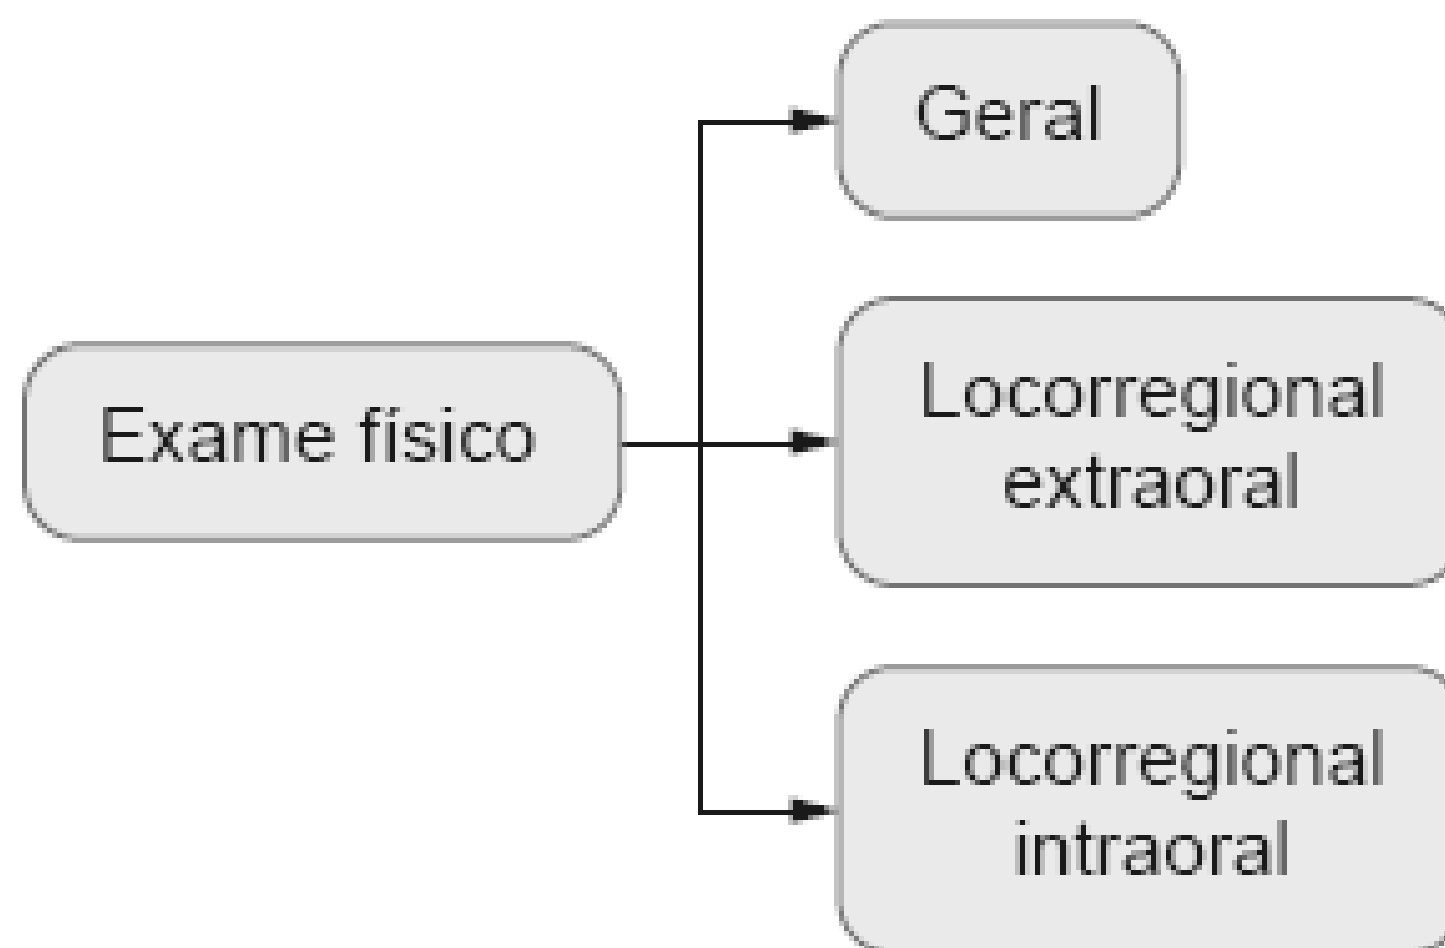 Geral
Exame físico
Locorregional
extraoral
Locorregional
intraoral